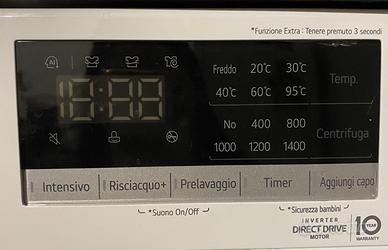 *Funzione Extra : Tenere premuto 3 secondi
AI
Freddo 20°c 30°c
Temp.
40°c 60°c 95°c
No 400 800
Centrifuga
1000 1200 1400
Intensivo Risciacquo+ Prelavaggio Timer Aggiungi capo
*Suono On/Off *Sicurezza bambini
INVERTER
DIRECT DRIVE
MOTOR
10 YEAR
WARRANTY